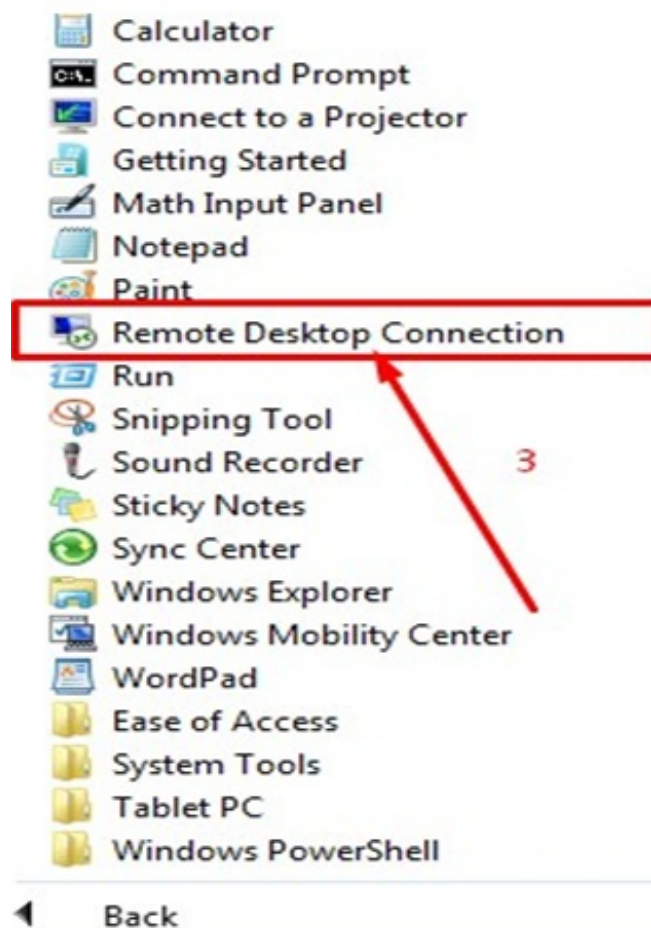 Calculator
Command Prompt
Connect to a Projector
Getting Started
Math Input Panel
Notepad
Paint
Remote Desktop Connection
Run
Snipping Tool
Sound Recorder
3
Sticky Notes
Sync Center
Windows Explorer
Windows Mobility Center
WordPad
Ease of Access
System Tools
Tablet PC
Windows PowerShell
Back